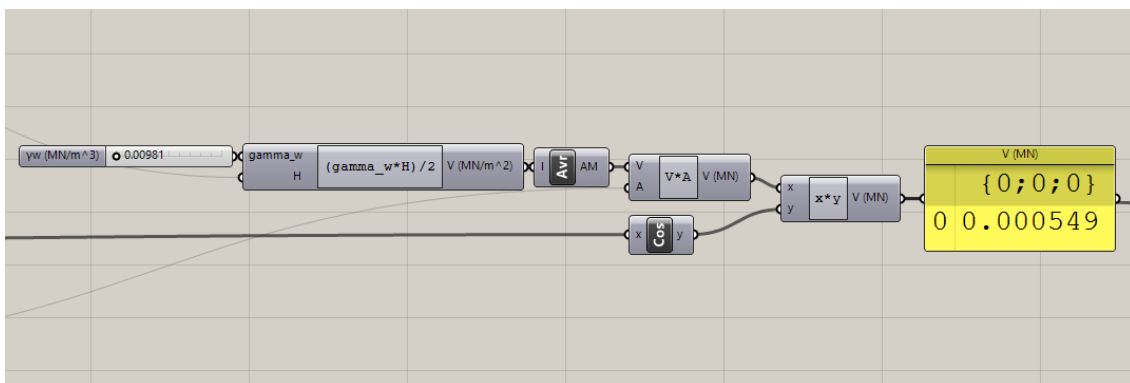 γw (MN/m^3) 0.00981
gamma_w
H
(gamma_w*H)/2
V (MN/m^2)
I
Avr
AM
V
A
V*A
V (MN)
x
Cos
y
x
y
x*y
V (MN)
V (MN)
{0;0;0}
0 0.000549